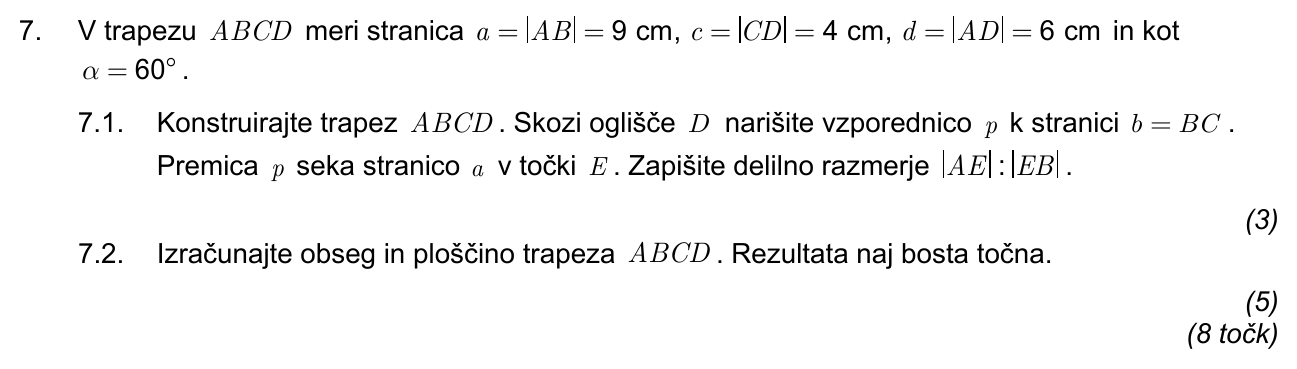 7. V trapezu ABCD meri stranica a = |AB| = 9 cm, c = |CD| = 4 cm, d = |AD| = 6 cm in kot
α = 60° .
7.1. Konstruirajte trapez ABCD . Skozi oglišče D narišite vzporednico p k stranici b = BC .
Premica p seka stranico a v točki E . Zapišite delilno razmerje |AE| : |EB| .
(3)
7.2. Izračunajte obseg in ploščino trapeza ABCD . Rezultata naj bosta točna.
(5)
(8 točk)